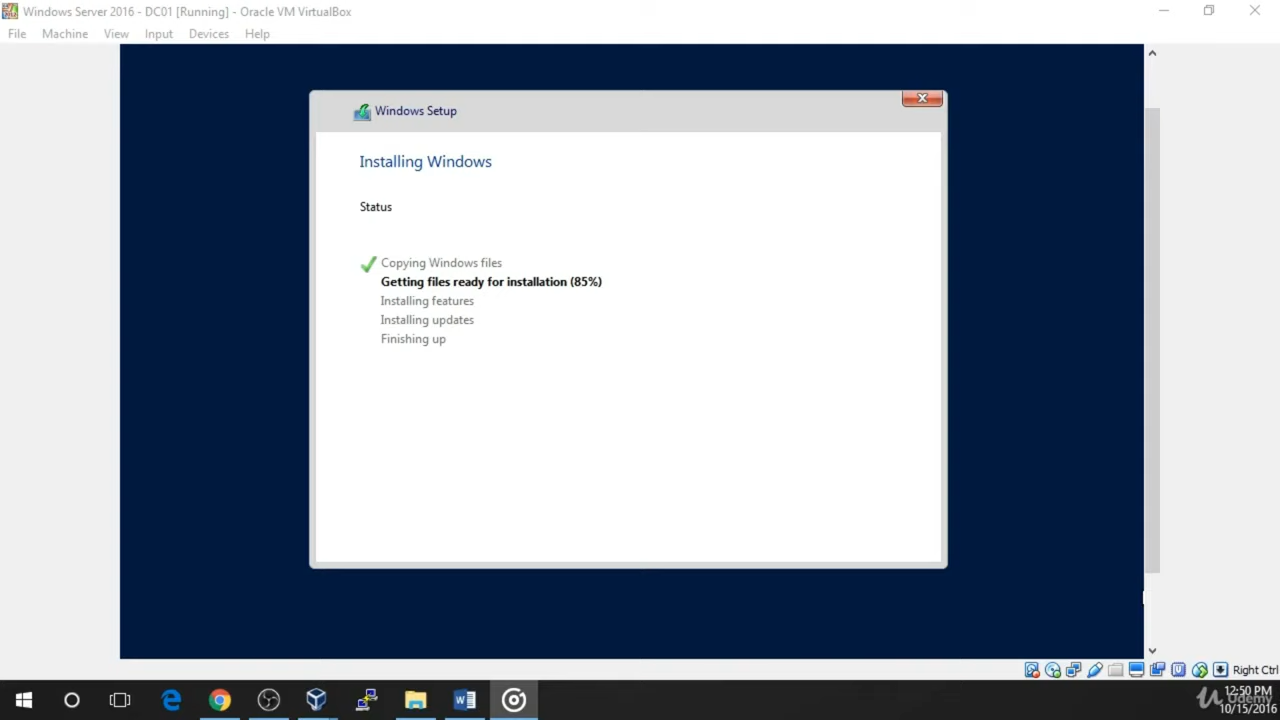 Windows Server 2016 - DC01 [Running] - Oracle VM VirtualBox
File Machine View Input Devices Help
Windows Setup
Installing Windows
Status
Copying Windows files
Getting files ready for installation (85%)
Installing features
Installing updates
Finishing up
Right Ctrl
12:50 PM
Udemy
10/15/2016